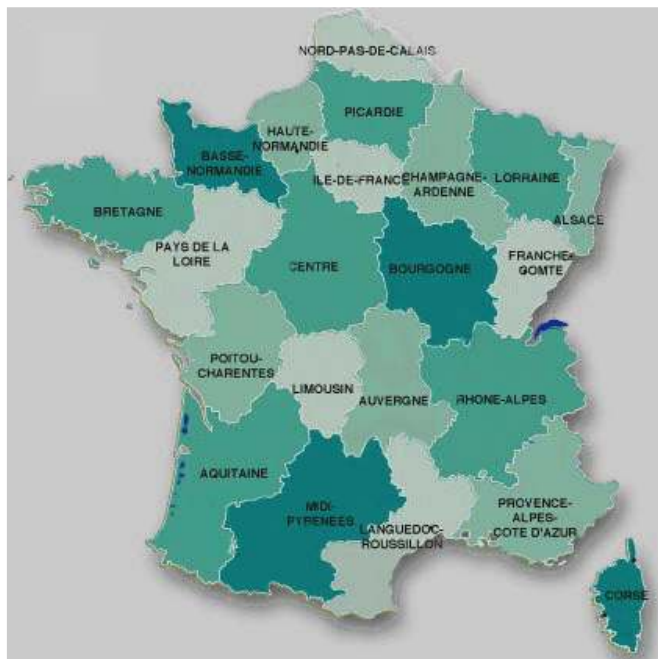 NORD-PAS-DE-CALAIS
PICARDIE
HAUTE-
NORMANDIE
BASSE-
NORMANDIE
ILE-DE-FRANCE
CHAMPAGNE-
ARDENNE
LORRAINE
ALSACE
BRETAGNE
PAYS DE LA
LOIRE
CENTRE
BOURGOGNE
FRANCHE-
COMTE
POITOU-
CHARENTES
LIMOUSIN
AUVERGNE
RHONE-ALPES
AQUITAINE
MIDI-
PYRENEES
LANGUEDOC-
ROUSSILLON
PROVENCE-
ALPES-
COTE D'AZUR
CORSE